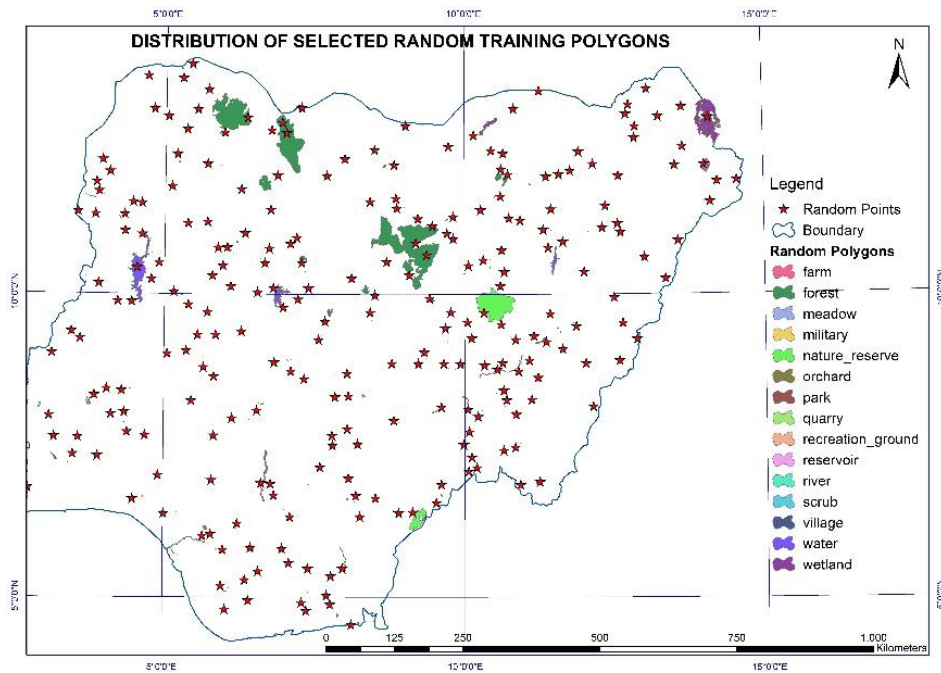 5°0'0"E 10°0'0"E 15°0'0"E
DISTRIBUTION OF SELECTED RANDOM TRAINING POLYGONS
N
Legend
Random Points
Boundary
Random Polygons
farm
forest
meadow
military
nature_reserve
orchard
park
quarry
recreation_ground
reservoir
river
scrub
village
water
wetland
10°0'0"N
5°0'0"N
0 125 250 500 750 1,000
Kilometers
5°0'0"E 10°0'0"E 15°0'0"E